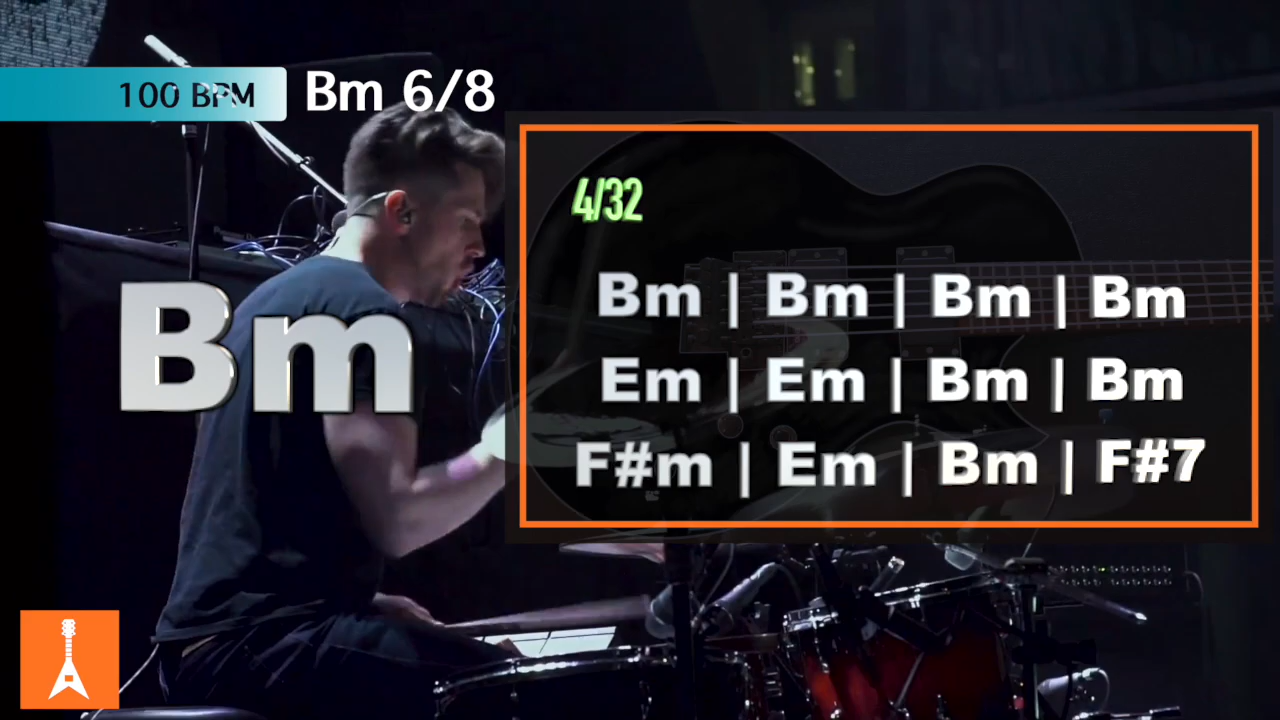 100 BPM Bm 6/8
4/32
Bm
Bm | Bm | Bm | Bm
Em | Em | Bm | Bm
F#m | Em | Bm | F#7